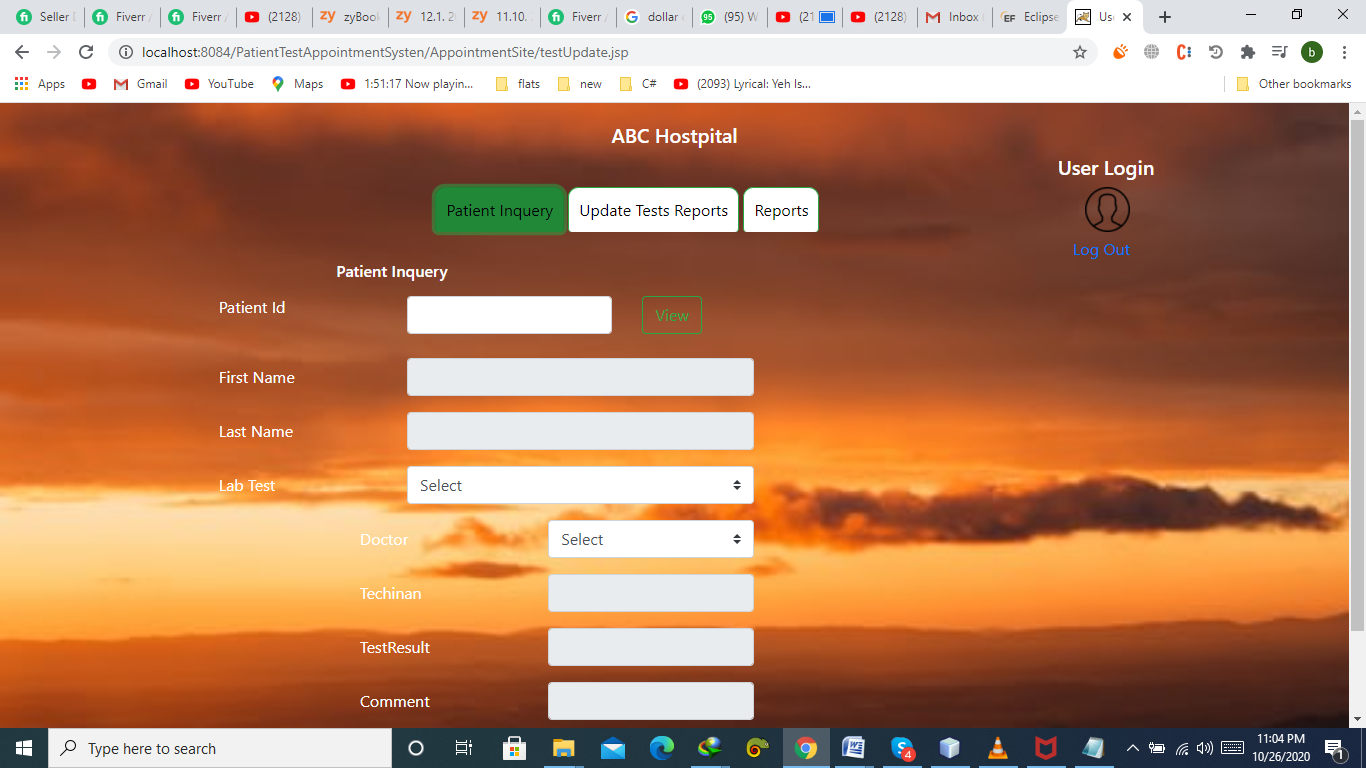 Seller
Fiverr
Fiverr
(2128)
zyBook
12.1.
11.10.
Fiverr
dollar
(95) W
(21
(2128)
Inbox
Eclipse
Us
localhost:8084/PatientTestAppointmentSysten/AppointmentSite/testUpdate.jsp
b
Apps
Gmail
YouTube
Maps
1:51:17 Now playin...
flats
new
C#
(2093) Lyrical: Yeh Is...
Other bookmarks
ABC Hostpital
User Login
Patient Inquery
Update Tests Reports
Reports
Log Out
Patient Inquery
Patient Id
View
First Name
Last Name
Lab Test
Select
Doctor
Select
Techinan
TestResult
Comment
Type here to search
4
11:04 PM
10/26/2020
1